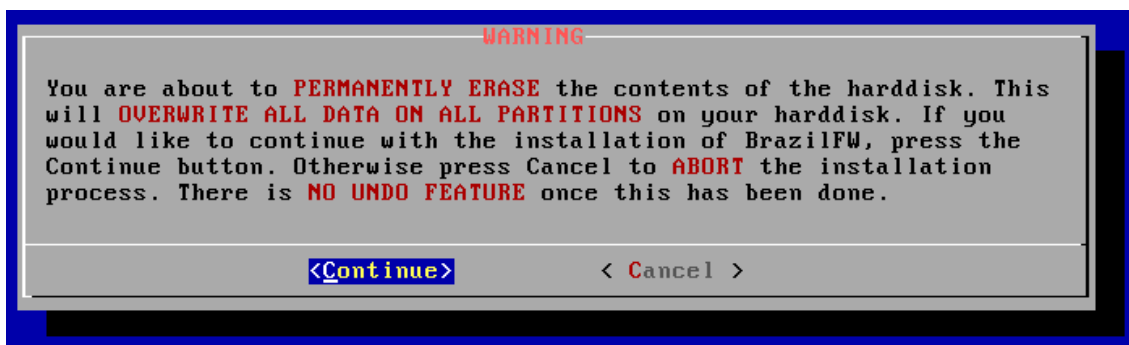 WARNING
You are about to PERMANENTLY ERASE the contents of the harddisk. This
will OVERWRITE ALL DATA ON ALL PARTITIONS on your harddisk. If you
would like to continue with the installation of BrazilFW, press the
Continue button. Otherwise press Cancel to ABORT the installation
process. There is NO UNDO FEATURE once this has been done.
<Continue> < Cancel >